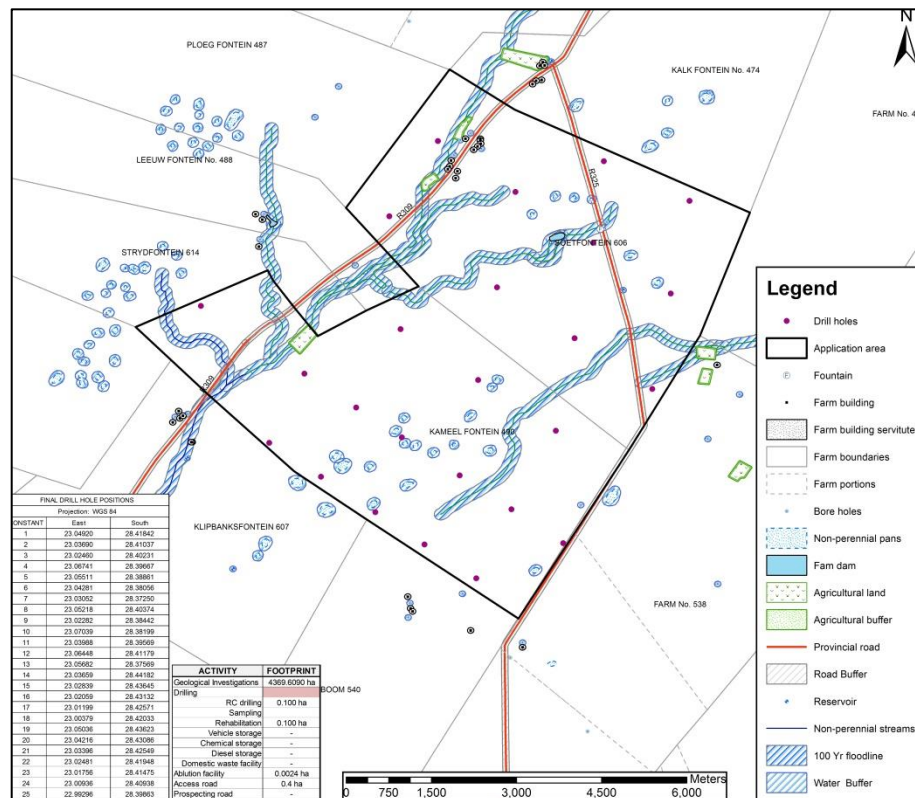 N
PLOEG FONTEIN 487
KALK FONTEIN No. 474
FARM No. 4
LEEUW FONTEIN No. 488
R325
R309
STRYDFONTEIN 614
SUETFONTEIN 606
R309
KAMEEL FONTEIN 490
KLIPBANKSFONTEIN 607
FARM No. 538
BOOM 540
Legend
Drill holes
Application area
F Fountain
Farm building
Farm building servitute
Farm boundaries
Farm portions
Bore holes
Non-perennial pans
Fam dam
Agricultural land
Agricultural buffer
Provincial road
Road Buffer
Reservoir
Non-perennial streams
100 Yr floodline
Water Buffer
FINAL DRILL HOLE POSITIONS
Projection: WGS 84
ONSTANT East South
1 23.04920 28.41842
2 23.03690 28.41037
3 23.02460 28.40231
4 23.06741 28.39667
5 23.05511 28.38861
6 23.04281 28.38056
7 23.03052 28.37250
8 23.05218 28.40374
9 23.02282 28.38442
10 23.07039 28.38199
11 23.03988 28.39569
12 23.06448 28.41179
13 23.05682 28.37569
14 23.03659 28.44182
15 23.02839 28.43645
16 23.02059 28.43132
17 23.01199 28.42571
18 23.00379 28.42033
19 23.05036 28.43623
20 23.04216 28.43086
21 23.03396 28.42549
22 23.02481 28.41948
23 23.01756 28.41475
24 23.00936 28.40938
25 22.99296 28.39863
ACTIVITY FOOTPRINT
Geological Investigations 4369.6090 ha
Drilling
RC drilling 0.100 ha
Sampling
Rehabilitation 0.100 ha
Vehicle storage -
Chemical storage -
Diesel storage -
Domestic waste facility -
Ablution facility 0.0024 ha
Access road 0.4 ha
Prospecting road -
Meters
0 750 1,500 3,000 4,500 6,000